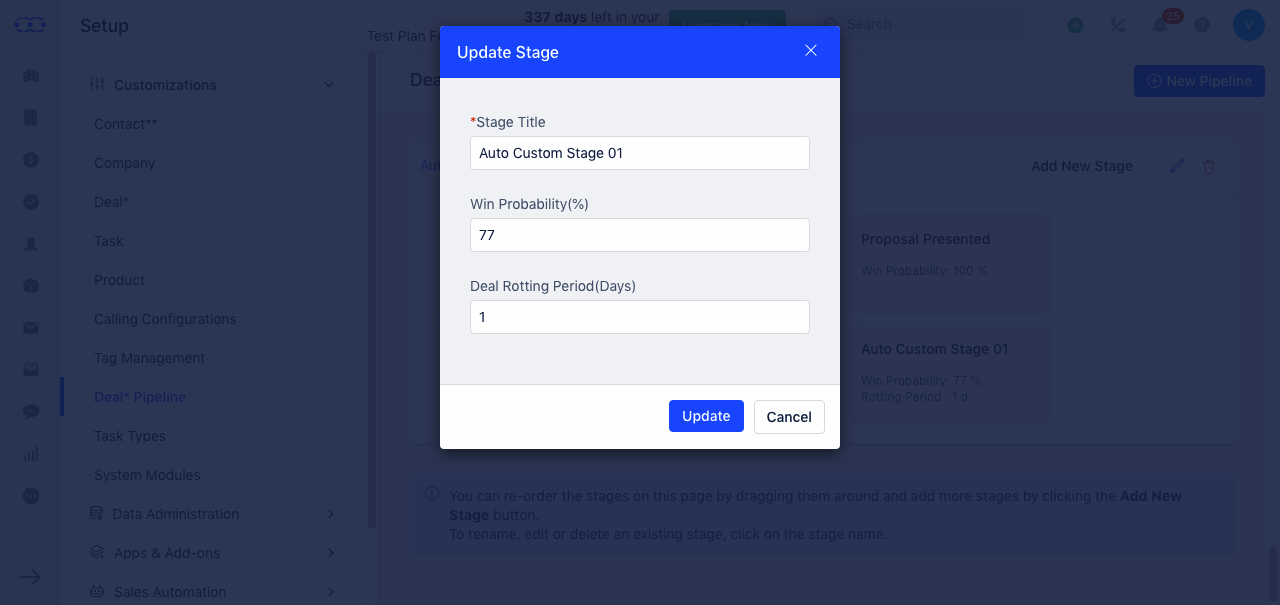 Setup
337 days left in your
Upgrade Now
Search
25
V
Update Stage
Customizations
New Pipeline
Contact**
*Stage Title
Auto Custom Stage 01
Company
Add New Stage
Deal*
Win Probability(%)
77
Task
Proposal Presented
Win Probability: 100 %
Product
Deal Rotting Period(Days)
1
Calling Configurations
Tag Management
Auto Custom Stage 01
Win Probability: 77 %
Rotting Period : 1 d
Deal* Pipeline
Update
Cancel
Task Types
System Modules
Data Administration
You can re-order the stages on this page by dragging them around and add more stages by clicking the Add New
Stage button.
To rename, edit or delete an existing stage, click on the stage name.
Apps & Add-ons
Sales Automation